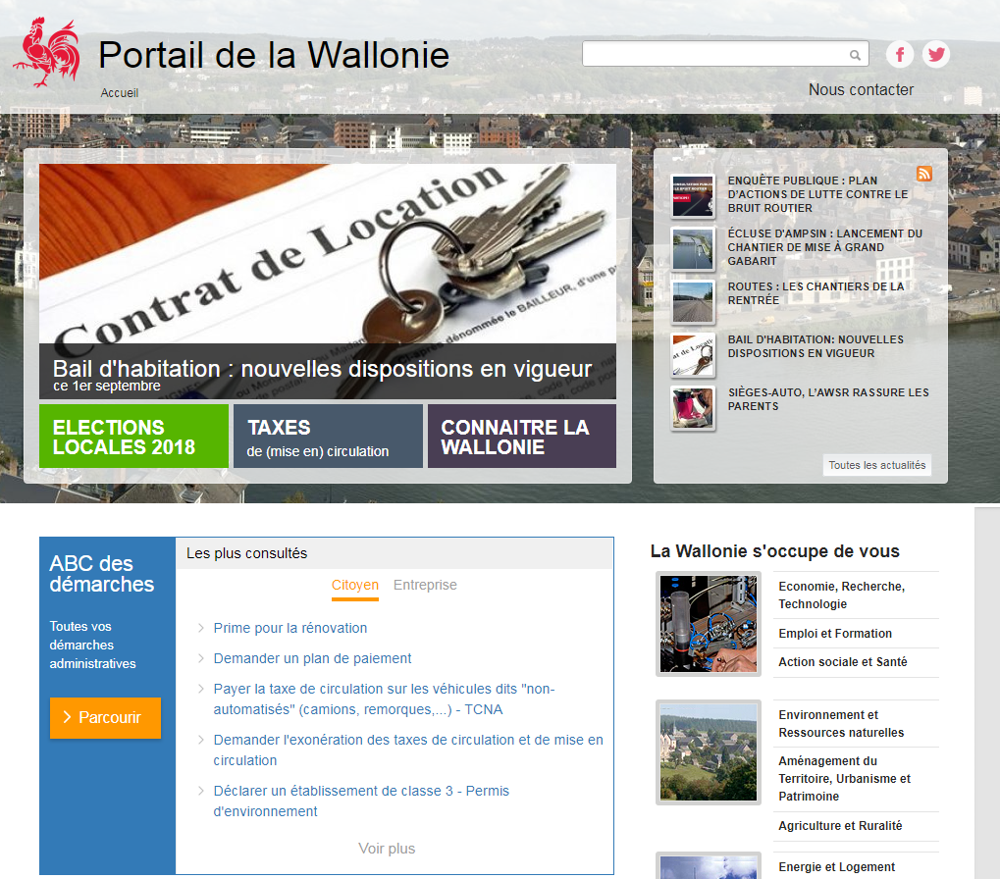 Portail de la Wallonie
Accueil
Nous contacter
Contrat de Location
dénommée le BAILLEUR, d'une p
Bail d'habitation : nouvelles dispositions en vigueur
ce 1er septembre
ELECTIONS
LOCALES 2018
TAXES
de (mise en) circulation
CONNAITRE LA
WALLONIE
ENQUÊTE PUBLIQUE : PLAN
D'ACTIONS DE LUTTE CONTRE LE
BRUIT ROUTIER
ÉCLUSE D'AMPSIN : LANCEMENT DU
CHANTIER DE MISE À GRAND
GABARIT
ROUTES : LES CHANTIERS DE LA
RENTRÉE
BAIL D'HABITATION: NOUVELLES
DISPOSITIONS EN VIGUEUR
SIÈGES-AUTO, L’AWSR RASSURE LES
PARENTS
Toutes les actualités
ABC des
démarches
Toutes vos
démarches
administratives
Parcourir
Les plus consultés
Citoyen Entreprise
Prime pour la rénovation
Demander un plan de paiement
Payer la taxe de circulation sur les véhicules dits "non-
automatisés" (camions, remorques,...) - TCNA
Demander l'exonération des taxes de circulation et de mise en
circulation
Déclarer un établissement de classe 3 - Permis
d'environnement
Voir plus
La Wallonie s'occupe de vous
Economie, Recherche,
Technologie
Emploi et Formation
Action sociale et Santé
Environnement et
Ressources naturelles
Aménagement du
Territoire, Urbanisme et
Patrimoine
Agriculture et Ruralité
Energie et Logement